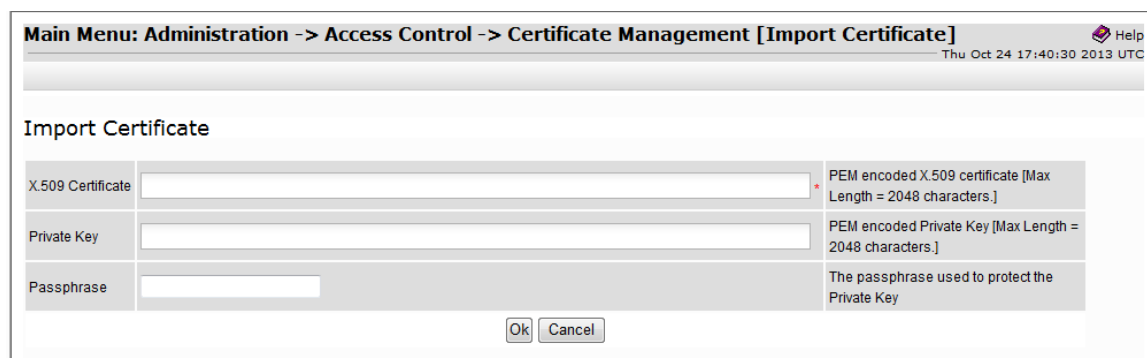 Main Menu: Administration -> Access Control -> Certificate Management [Import Certificate]
Help
Thu Oct 24 17:40:30 2013 UTC
Import Certificate
X.509 Certificate
*
PEM encoded X.509 certificate [Max
Length = 2048 characters.]
Private Key
PEM encoded Private Key [Max Length =
2048 characters.]
Passphrase
The passphrase used to protect the
Private Key
Ok Cancel